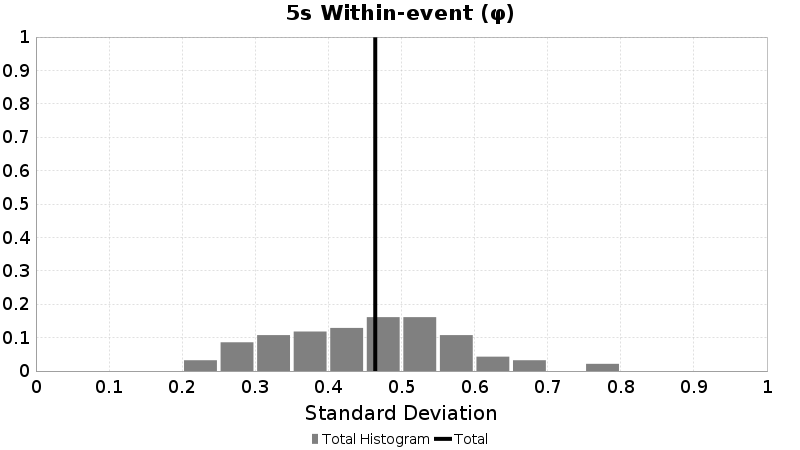 5s Within-event (φ)
1
0.9
0.8
0.7
0.6
0.5
0.4
0.3
0.2
0.1
0
0 0.1 0.2 0.3 0.4 0.5 0.6 0.7 0.8 0.9 1
Standard Deviation
Total Histogram Total